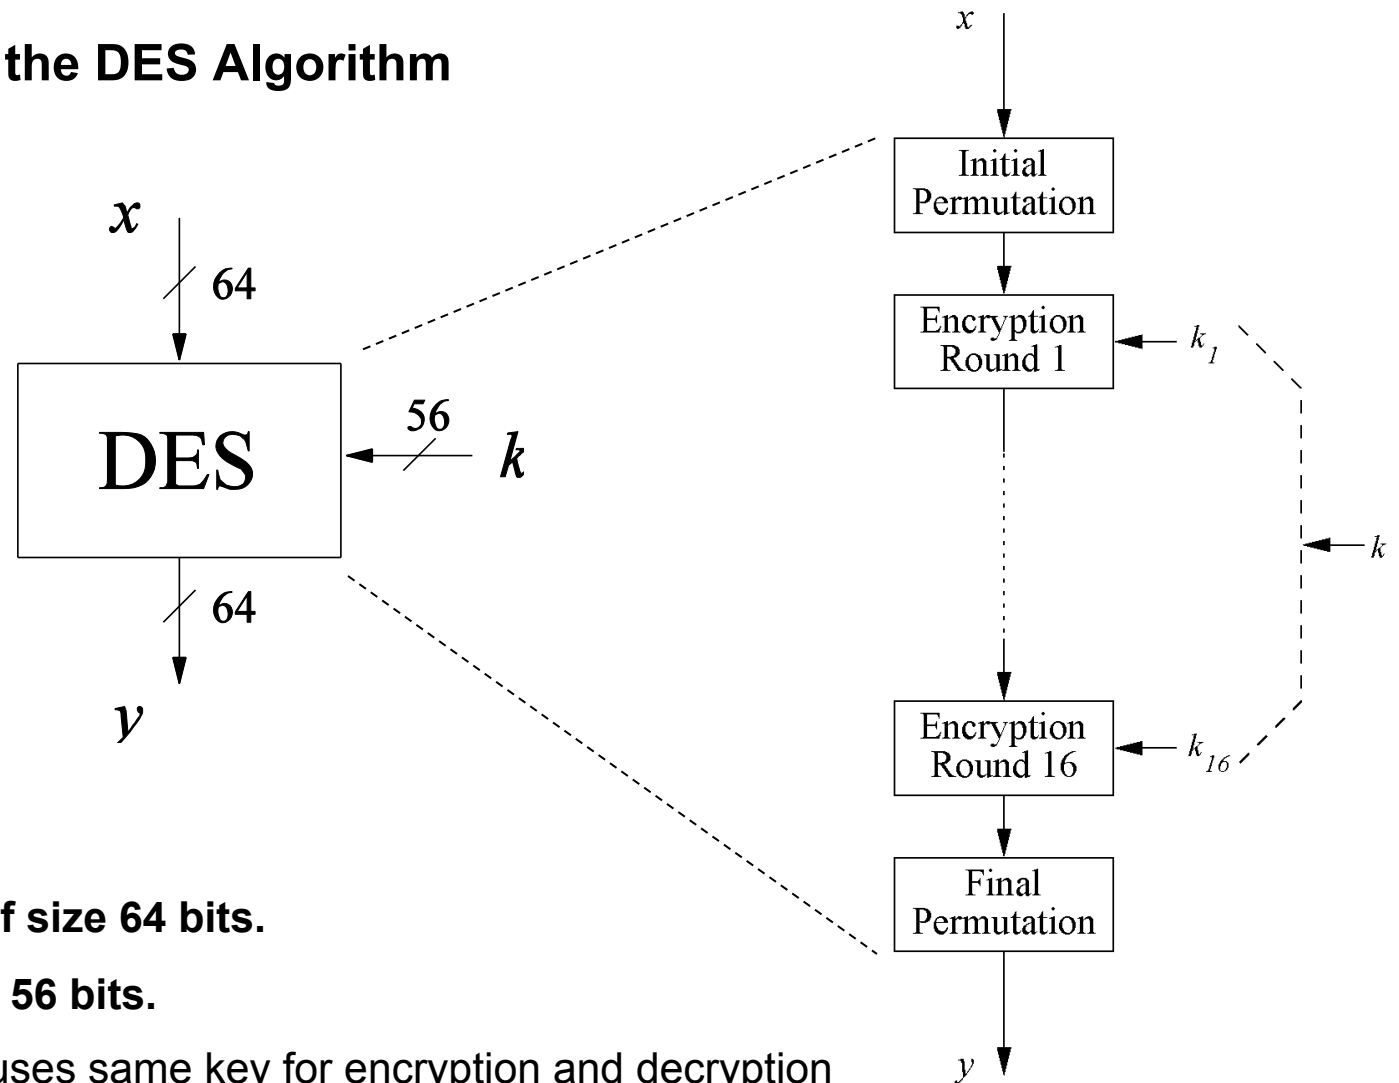 the DES Algorithm
x
64
DES
56
k
64
y
f size 64 bits.
56 bits.
uses same key for encryption and decryption
x
Initial
Permutation
Encryption
Round 1
k₁
k
Encryption
Round 16
k₁₆
Final
Permutation
y